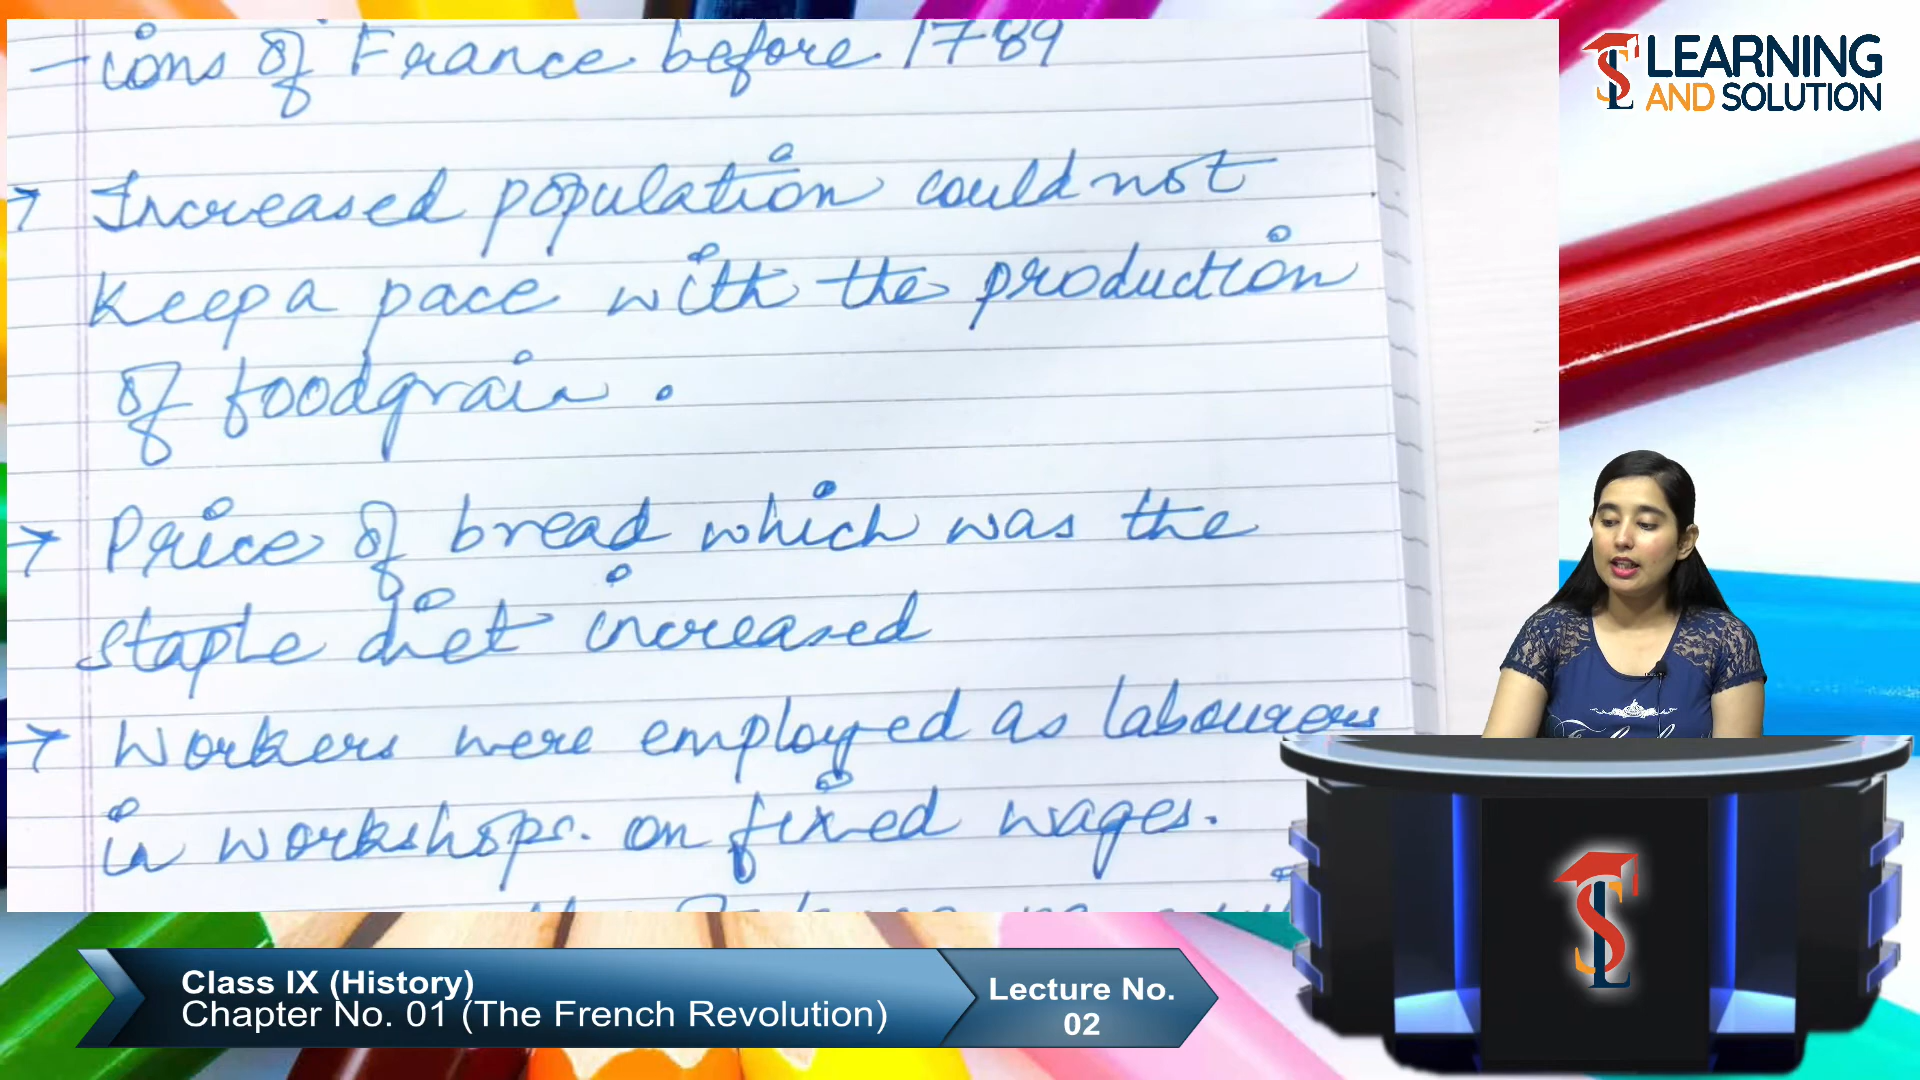 -ions of France before 1789
→ Increased population could not
keep a pace with the production
of foodgrain.
→ Price of bread which was the
staple diet increased
→ Workers were employed as labourers
in workshops. on fixed wages.
LEARNING
AND SOLUTION
Class IX (History)
Chapter No. 01 (The French Revolution)
Lecture No.
02